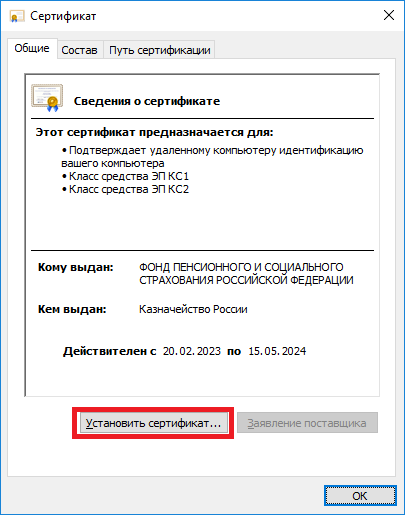 Сертификат
Общие Состав Путь сертификации
Сведения о сертификате
Этот сертификат предназначается для:
• Подтверждает удаленному компьютеру идентификацию
вашего компьютера
• Класс средства ЭП КС1
• Класс средства ЭП КС2
Кому выдан: ФОНД ПЕНСИОННОГО И СОЦИАЛЬНОГО
СТРАХОВАНИЯ РОССИЙСКОЙ ФЕДЕРАЦИИ
Кем выдан: Казначейство России
Действителен с 20.02.2023 по 15.05.2024
Установить сертификат... Заявление поставщика
ОК